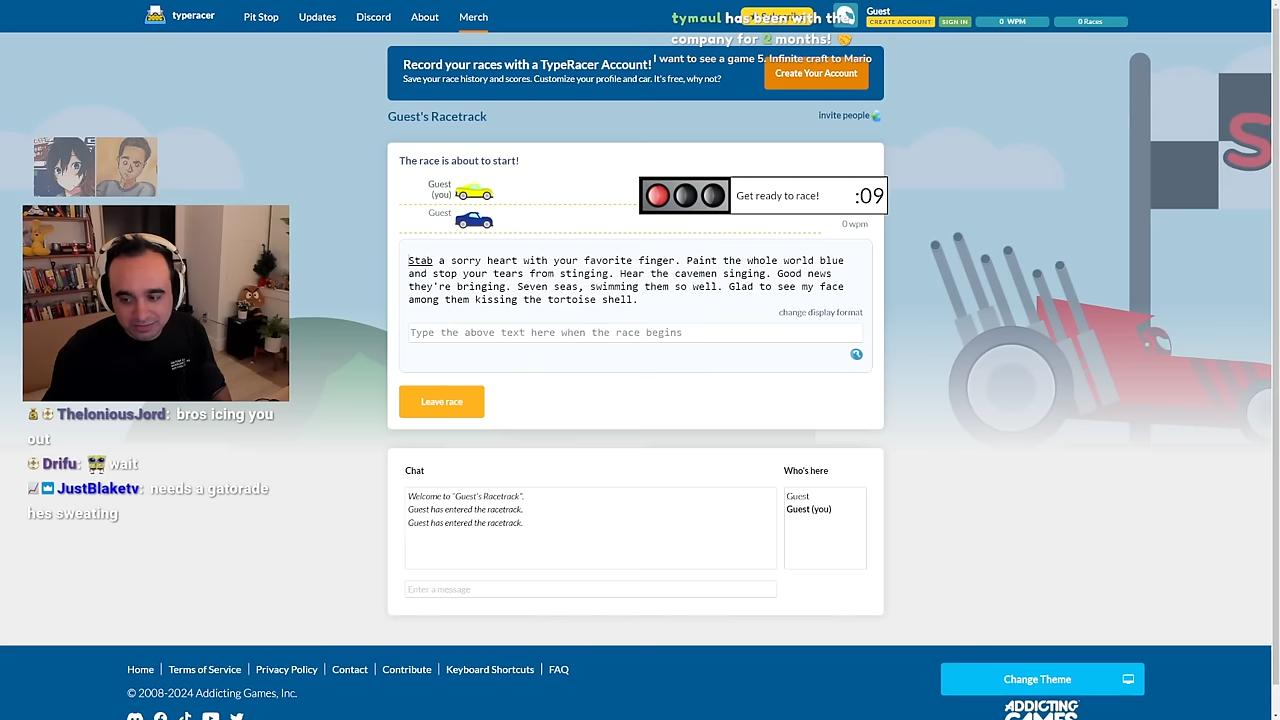 typeracer
Pit Stop
Updates
Discord
About
Merch
Guest
CREATE ACCOUNT
SIGN IN
0 WPM
0 Races
tymaul has been with the
company for 2 months!
I want to see a game 5. Infinite craft to Mario
Record your races with a TypeRacer Account!
Save your race history and scores. Customize your profile and car. It's free, why not?
Create Your Account
Guest's Racetrack
invite people
The race is about to start!
Guest
(you)
Get ready to race!
:09
Guest
0 wpm
Stab a sorry heart with your favorite finger. Paint the whole world blue
and stop your tears from stinging. Hear the cavemen singing. Good news
they're bringing. Seven seas, swimming them so well. Glad to see my face
among them kissing the tortoise shell.
change display format
Type the above text here when the race begins
Leave race
TheloniousJord: bros icing you
out
Drifu: wait
JustBlaketv: needs a gatorade
hes sweating
Chat
Who's here
Welcome to "Guest's Racetrack".
Guest has entered the racetrack.
Guest has entered the racetrack.
Guest
Guest (you)
Enter a message
Home
Terms of Service
Privacy Policy
Contact
Contribute
Keyboard Shortcuts
FAQ
© 2008-2024 Addicting Games, Inc.
Change Theme
ADDICTING
GAMES